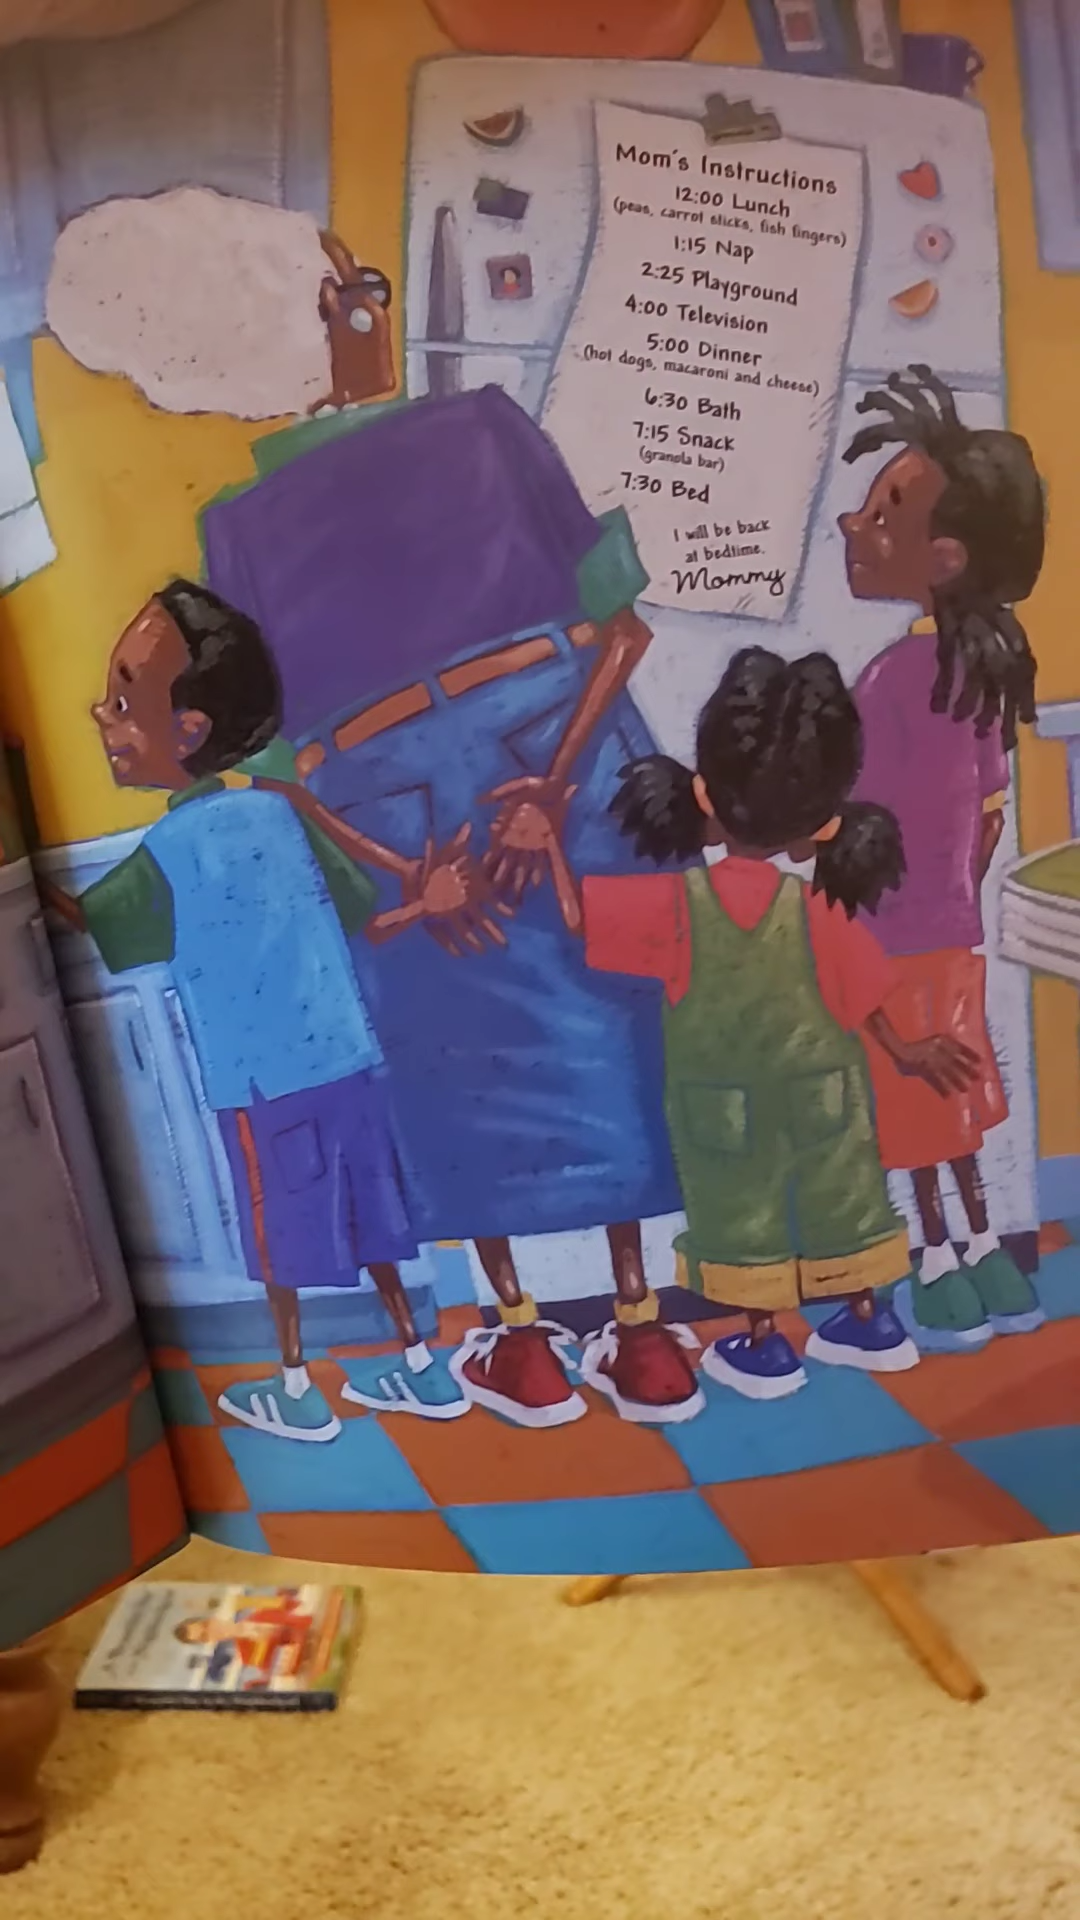 Mom's Instructions
12:00 Lunch
(peas, carrot sticks, fish fingers)
1:15 Nap
2:25 Playground
4:00 Television
5:00 Dinner
(hot dogs, macaroni and cheese)
6:30 Bath
7:15 Snack
(granola bar)
7:30 Bed
I will be back
at bedtime.
Mommy